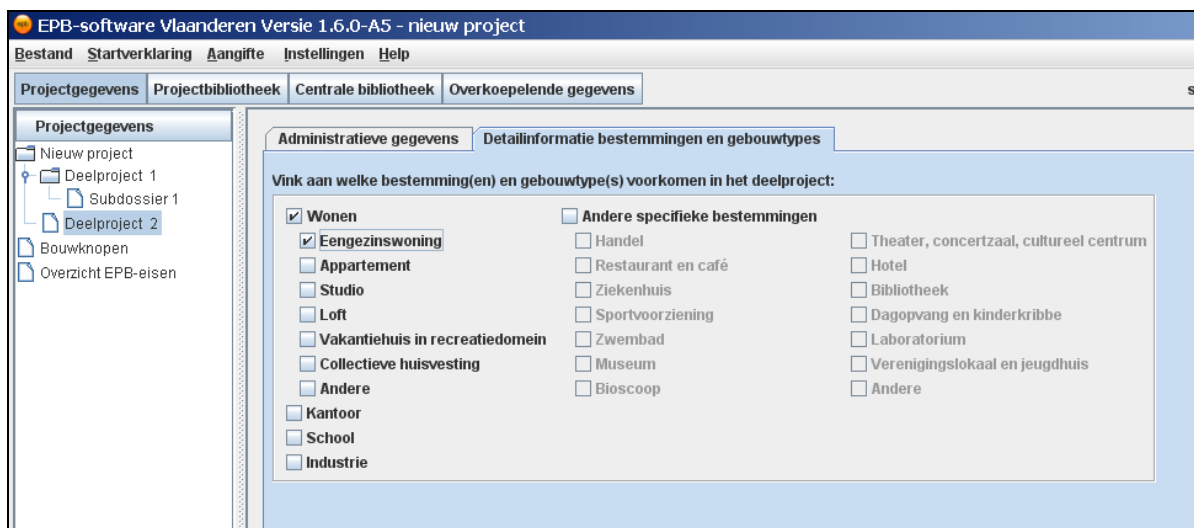 epb EPB-software Vlaanderen Versie 1.6.0-A5 - nieuw project
Bestand Startverklaring Aangifte Instellingen Help
Projectgegevens Projectbibliotheek Centrale bibliotheek Overkoepelende gegevens s
Projectgegevens
Nieuw project
Deelproject 1
Subdossier 1
Deelproject 2
Bouwknopen
Overzicht EPB-eisen
Administratieve gegevens Detailinformatie bestemmingen en gebouwtypes
Vink aan welke bestemming(en) en gebouwtype(s) voorkomen in het deelproject:
Wonen
Eengezinswoning
Appartement
Studio
Loft
Vakantiehuis in recreatiedomein
Collectieve huisvesting
Andere
Kantoor
School
Industrie
Andere specifieke bestemmingen
Handel
Restaurant en café
Ziekenhuis
Sportvoorziening
Zwembad
Museum
Bioscoop
Theater, concertzaal, cultureel centrum
Hotel
Bibliotheek
Dagopvang en kinderkribbe
Laboratorium
Verenigingslokaal en jeugdhuis
Andere